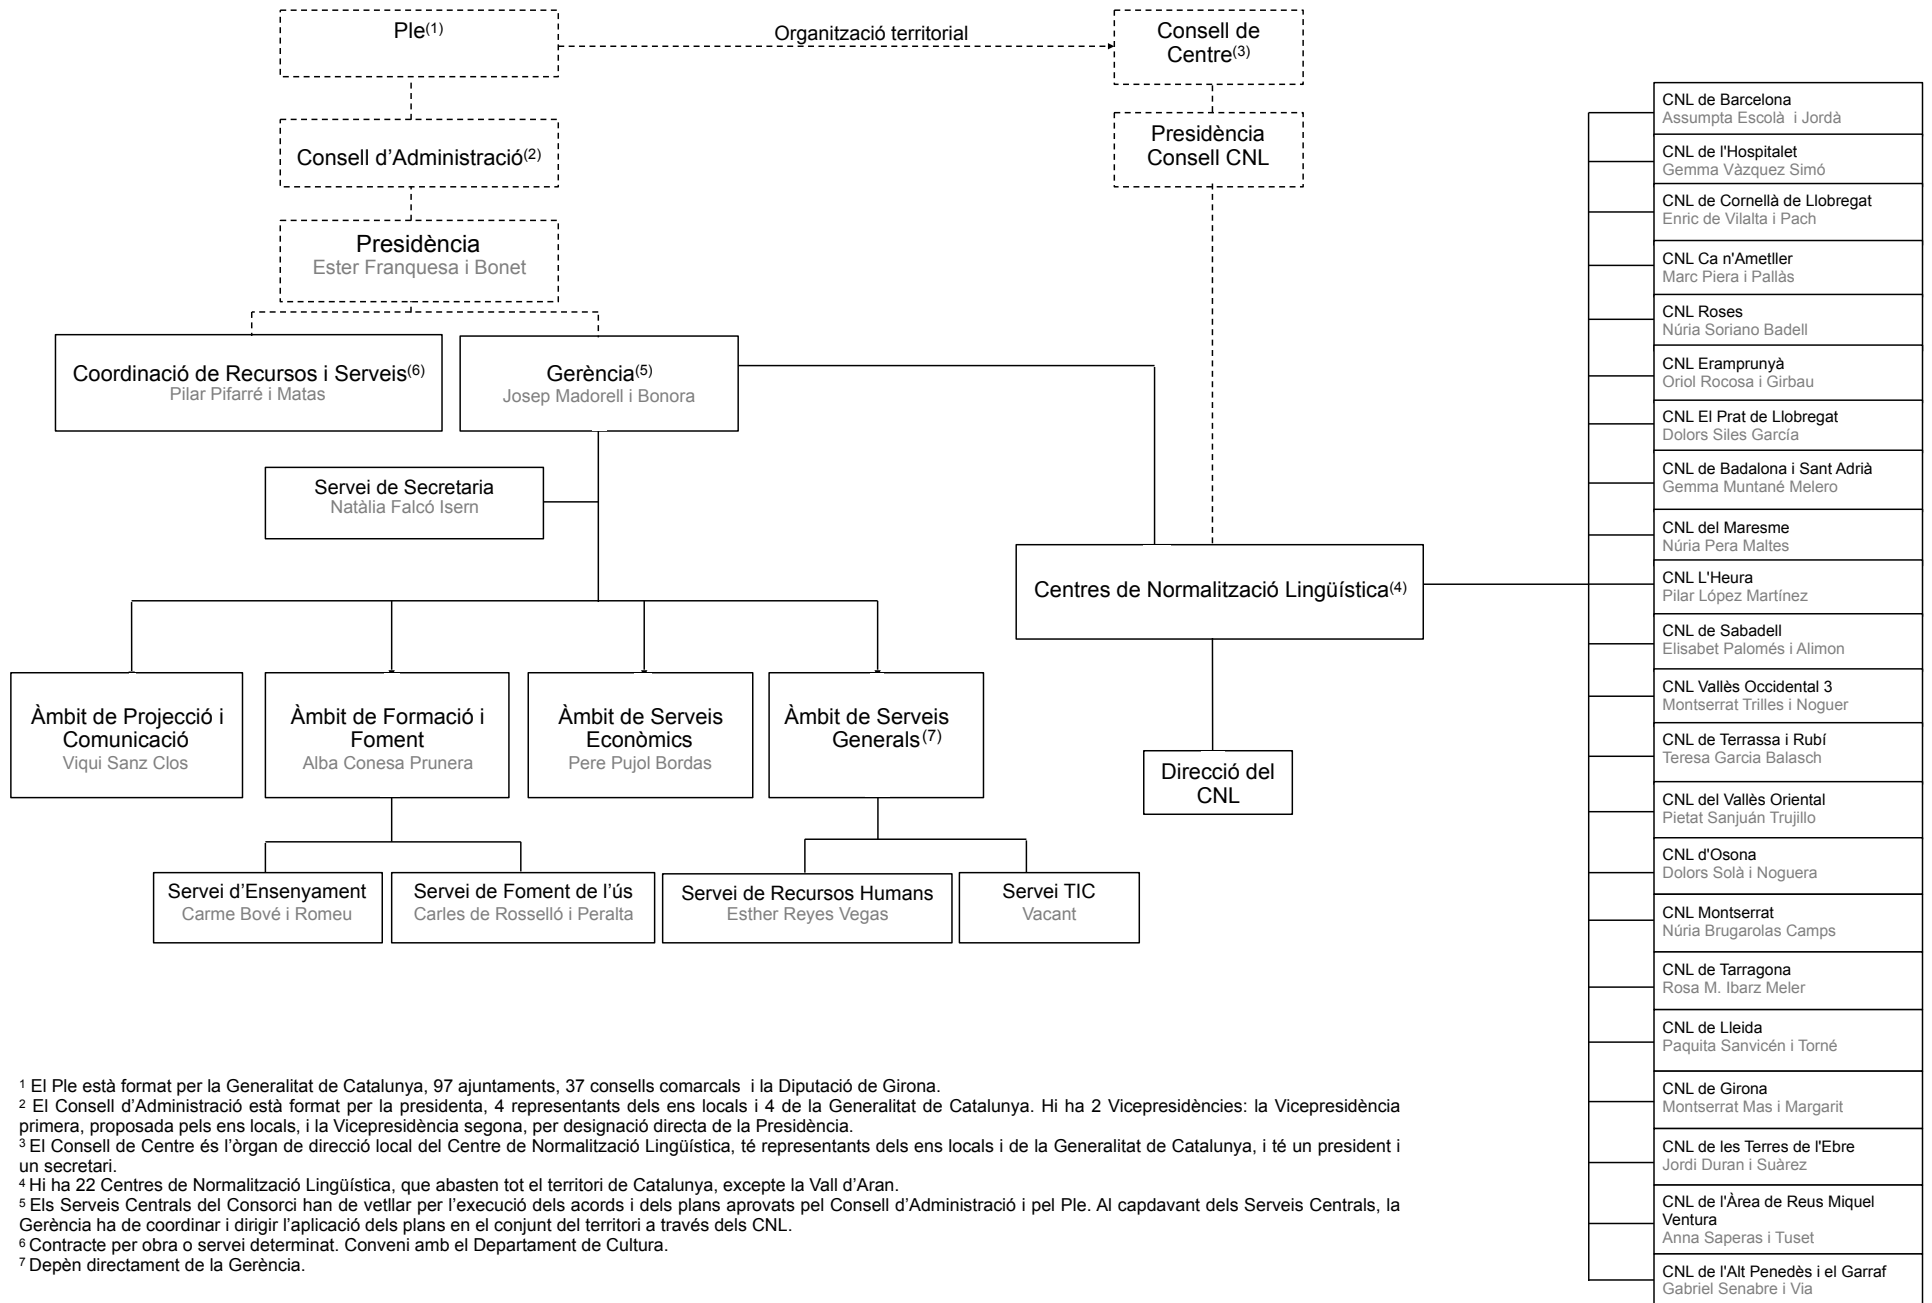 Ple(1)
Organització territorial
Consell de
Centre(3)
Consell d’Administració(2)
Presidència
Consell CNL
Presidència
Ester Franquesa i Bonet
Coordinació de Recursos i Serveis(6)
Pilar Pifarré i Matas
Gerència(5)
Josep Madorell i Bonora
Servei de Secretaria
Natàlia Falcó Isern
Centres de Normalització Lingüística(4)
Àmbit de Projecció i
Comunicació
Viqui Sanz Clos
Àmbit de Formació i
Foment
Alba Conesa Prunera
Àmbit de Serveis
Econòmics
Pere Pujol Bordas
Àmbit de Serveis
Generals(7)
Direcció del
CNL
Servei d’Ensenyament
Carme Bové i Romeu
Servei de Foment de l’ús
Carles de Rosselló i Peralta
Servei de Recursos Humans
Esther Reyes Vegas
Servei TIC
Vacant
CNL de Barcelona
Assumpta Escolà i Jordà
CNL de l'Hospitalet
Gemma Vàzquez Simó
CNL de Cornellà de Llobregat
Enric de Vilalta i Pach
CNL Ca n'Ametller
Marc Piera i Pallàs
CNL Roses
Núria Soriano Badell
CNL Eramprunyà
Oriol Rocosa i Girbau
CNL El Prat de Llobregat
Dolors Siles García
CNL de Badalona i Sant Adrià
Gemma Muntané Melero
CNL del Maresme
Núria Pera Maltes
CNL L'Heura
Pilar López Martínez
CNL de Sabadell
Elisabet Palomés i Alimon
CNL Vallès Occidental 3
Montserrat Trilles i Noguer
CNL de Terrassa i Rubí
Teresa Garcia Balasch
CNL del Vallès Oriental
Pietat Sanjuán Trujillo
CNL d'Osona
Dolors Solà i Noguera
CNL Montserrat
Núria Brugarolas Camps
CNL de Tarragona
Rosa M. Ibarz Meler
CNL de Lleida
Paquita Sanvicén i Torné
CNL de Girona
Montserrat Mas i Margarit
CNL de les Terres de l'Ebre
Jordi Duran i Suàrez
CNL de l'Àrea de Reus Miquel
Ventura
Anna Saperas i Tuset
CNL de l'Alt Penedès i el Garraf
Gabriel Senabre i Via
1 El Ple està format per la Generalitat de Catalunya, 97 ajuntaments, 37 consells comarcals i la Diputació de Girona.
2 El Consell d’Administració està format per la presidenta, 4 representants dels ens locals i 4 de la Generalitat de Catalunya. Hi ha 2 Vicepresidències: la Vicepresidència
primera, proposada pels ens locals, i la Vicepresidència segona, per designació directa de la Presidència.
3 El Consell de Centre és l’òrgan de direcció local del Centre de Normalització Lingüística, té representants dels ens locals i de la Generalitat de Catalunya, i té un president i
un secretari.
4 Hi ha 22 Centres de Normalització Lingüística, que abasten tot el territori de Catalunya, excepte la Vall d’Aran.
5 Els Serveis Centrals del Consorci han de vetllar per l’execució dels acords i dels plans aprovats pel Consell d’Administració i pel Ple. Al capdavant dels Serveis Centrals, la
Gerència ha de coordinar i dirigir l’aplicació dels plans en el conjunt del territori a través dels CNL.
6 Contracte per obra o servei determinat. Conveni amb el Departament de Cultura.
7 Depèn directament de la Gerència.